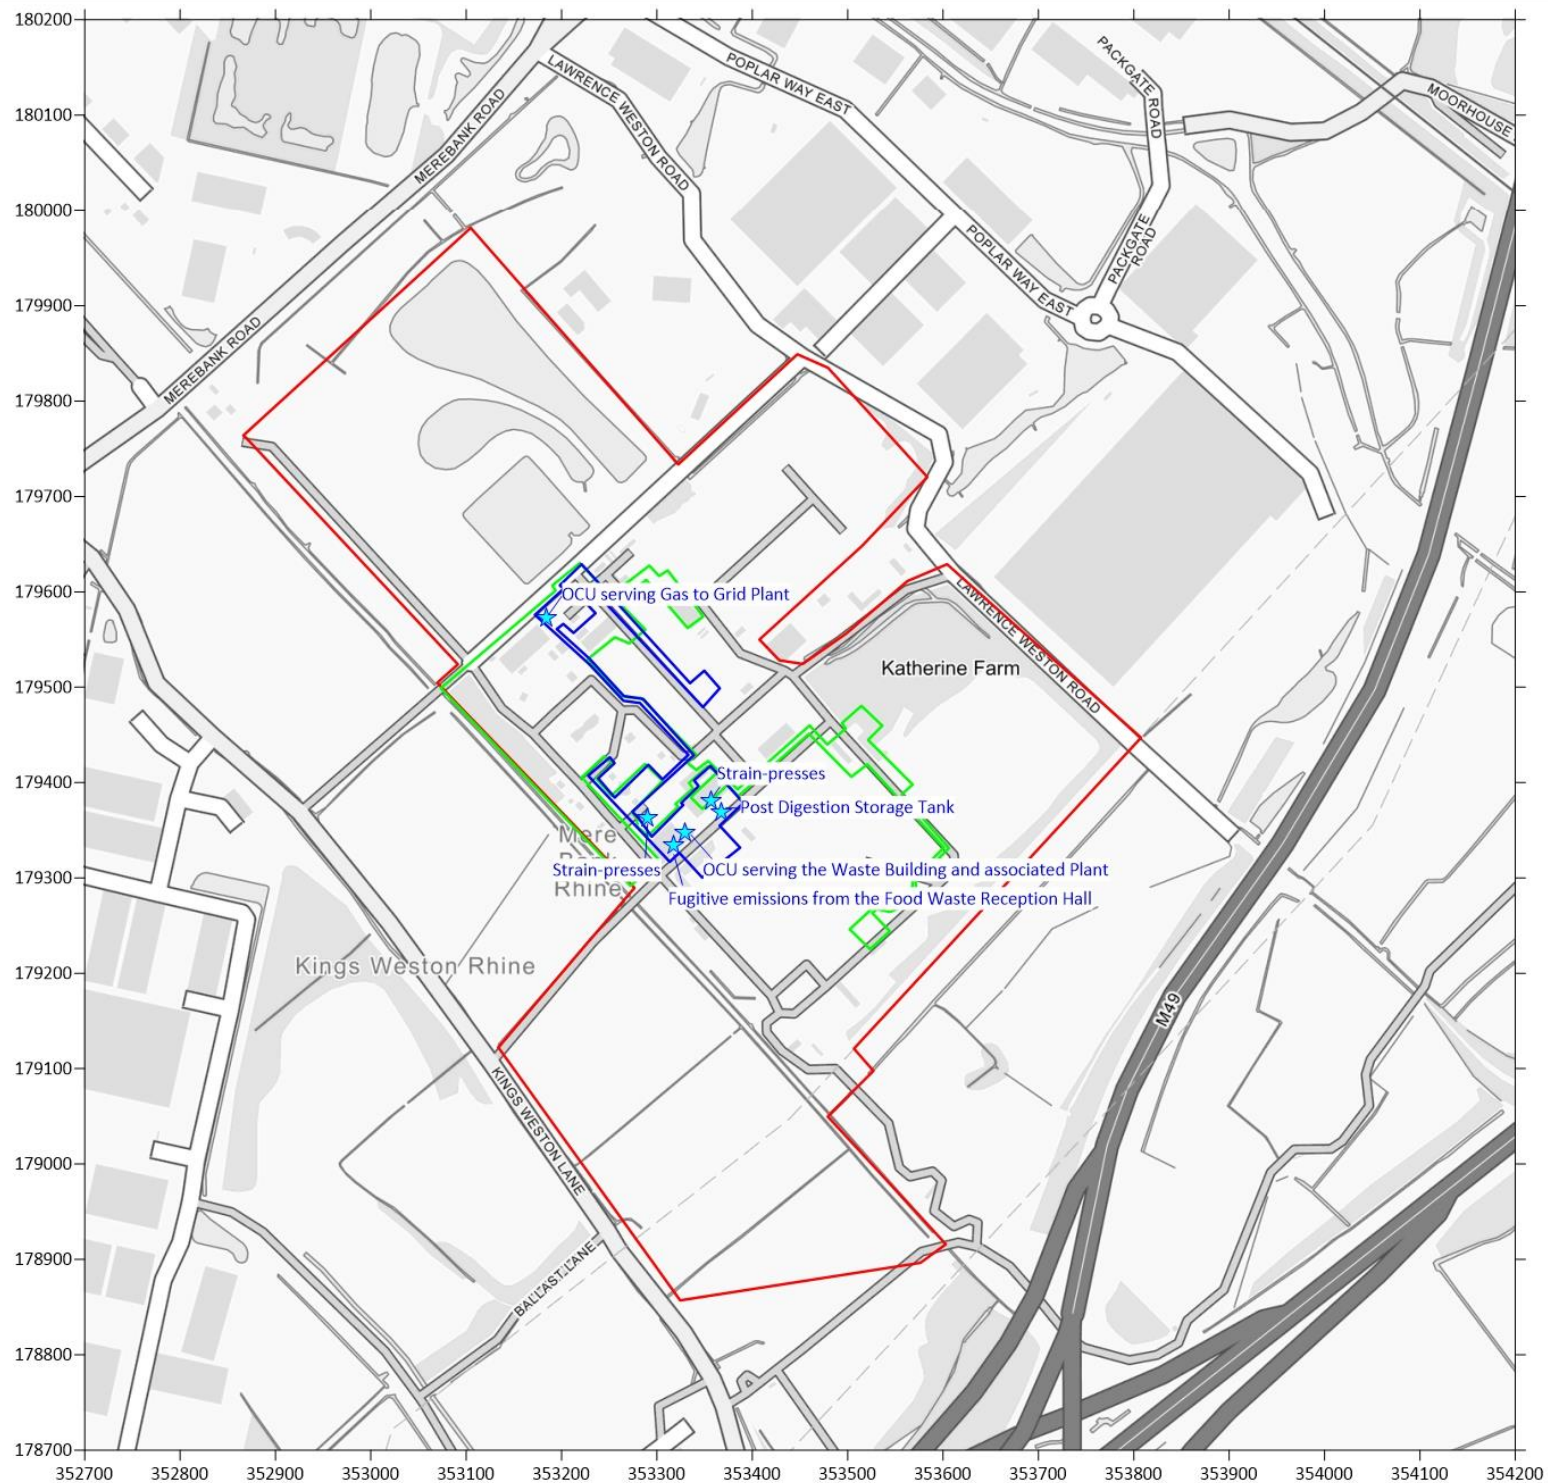 180200
180100
180000
179900
179800
179700
179600
179500
179400
179300
179200
179100
179000
178900
178800
178700
352700
352800
352900
353000
353100
353200
353300
353400
353500
353600
353700
353800
353900
354000
354100
354200
LAWRENCE WESTON ROAD
POPLAR WAY EAST
PACKGATE ROAD
MOORHOUSE
MEREBANK ROAD
POPLAR WAY EAST
PACKGATE
ROAD
MEREBANK ROAD
OCU serving Gas to Grid Plant
LAWRENCE WESTON ROAD
Katherine Farm
Strain-presses
Post Digestion Storage Tank
Mere
Rhine
Strain-presses
OCU serving the Waste Building and associated Plant
Fugitive emissions from the Food Waste Reception Hall
Kings Weston Rhine
M49
KINGS WESTON LANE
BALLAST LANE